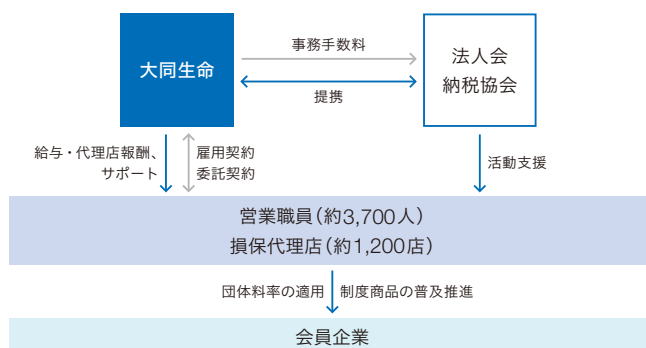 大同生命
事務手数料
提携
法人会
納税協会
給与・代理店報酬、
サポート
雇用契約
委託契約
活動支援
営業職員(約3,700人)
損保代理店(約1,200店)
団体料率の適用
制度商品の普及推進
会員企業